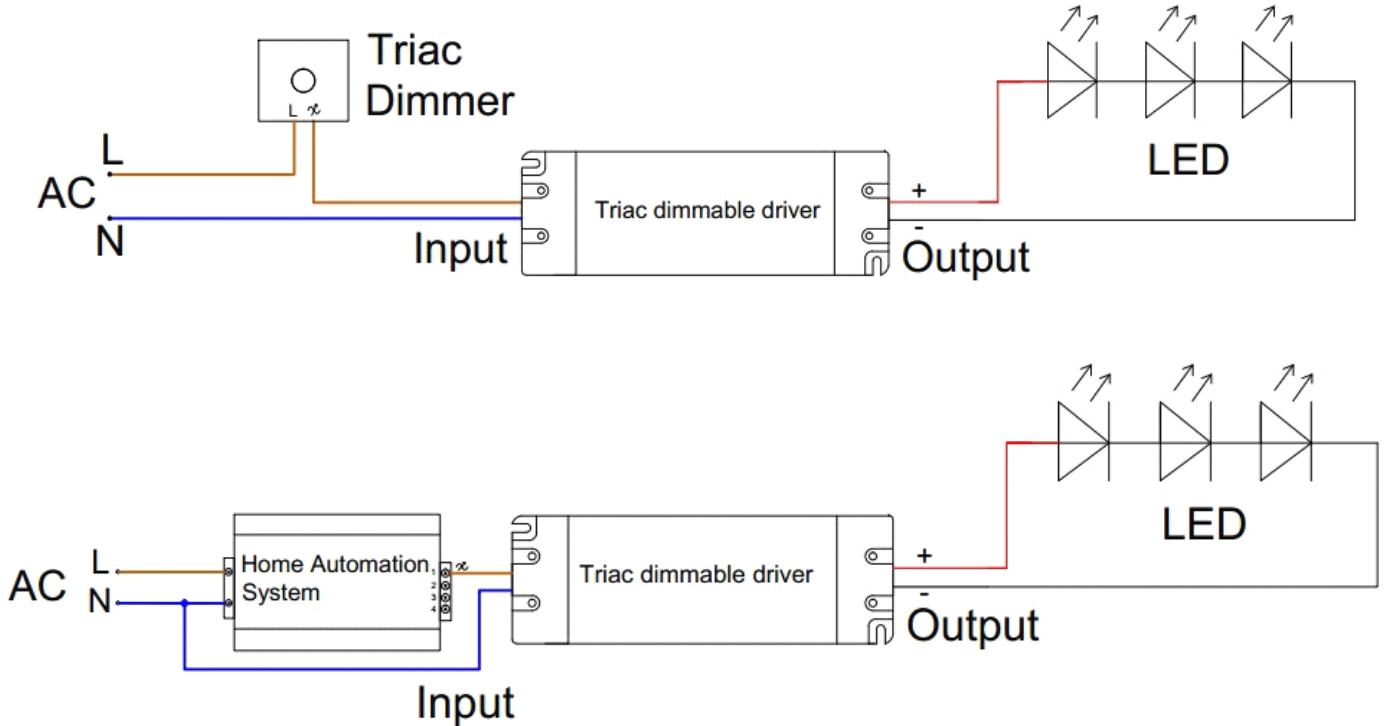 Triac
Dimmer
L x
L
AC
N
Input
Triac dimmable driver
+
-
Output
LED
AC
L
N
Home Automation
System
x
1
2
3
4
Input
Triac dimmable driver
+
-
Output
LED